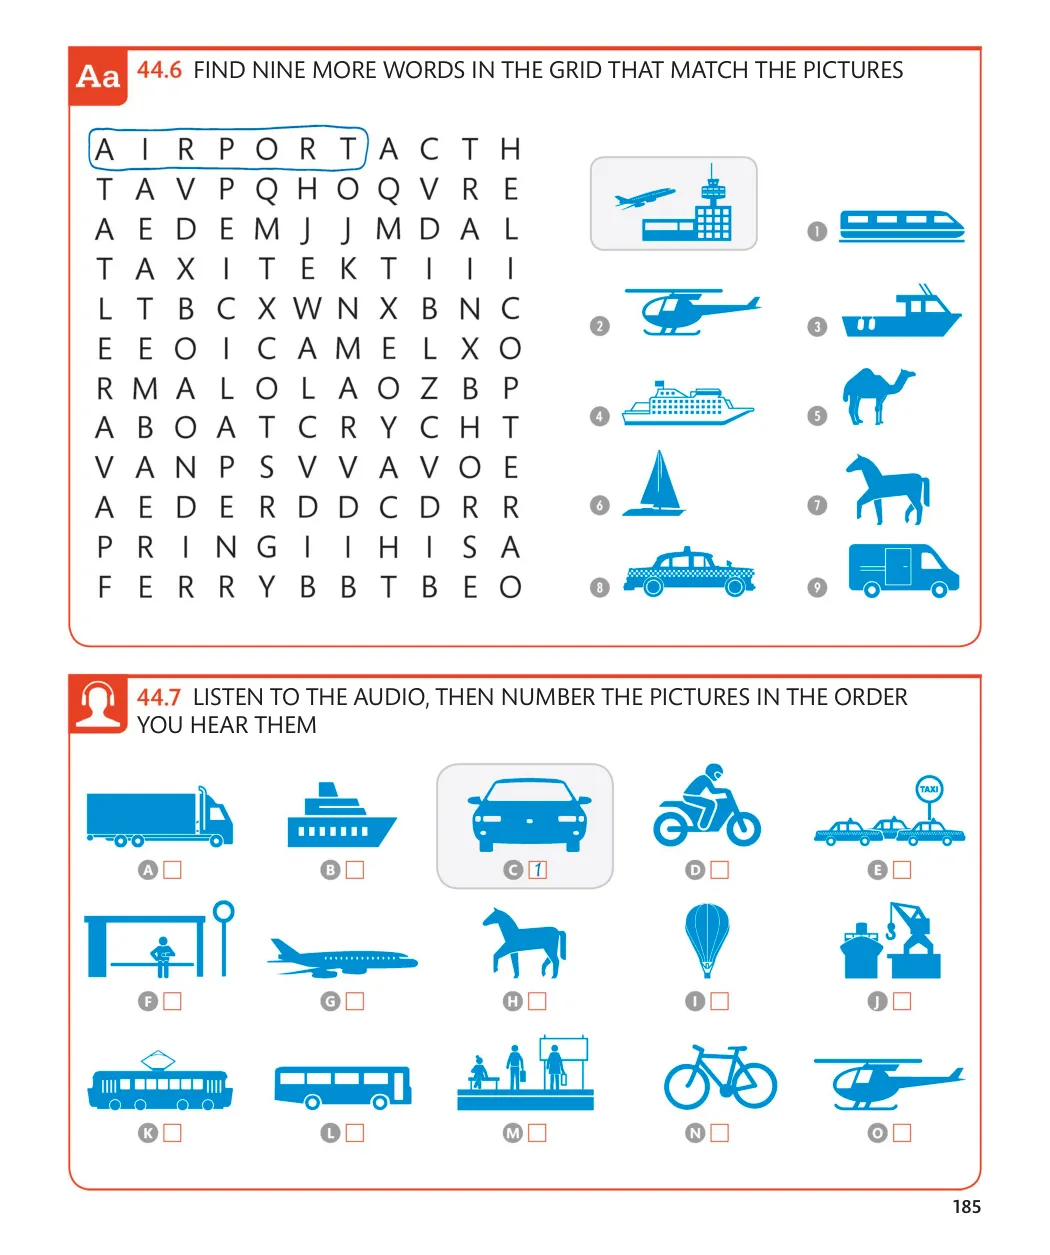 Aa
44.6 FIND NINE MORE WORDS IN THE GRID THAT MATCH THE PICTURES
A I R P O R T A C T H
T A V P Q H O Q V R E
A E D E M J J M D A L
T A X I T E K T I I I
L T B C X W N X B N C
E E O I C A M E L X O
R M A L O L A O Z B P
A B O A T C R Y C H T
V A N P S V V A V O E
A E D E R D D C D R R
P R I N G I I H I S A
F E R R Y B B T B E O
1
2
3
4
5
6
7
8
9
44.7 LISTEN TO THE AUDIO, THEN NUMBER THE PICTURES IN THE ORDER
YOU HEAR THEM
TAXI
A
B
C 1
D
E
F
G
H
I
J
K
L
M
N
O
185